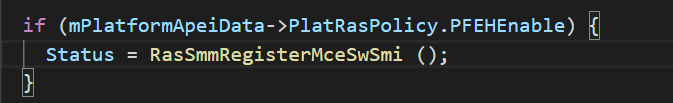 if (mPlatformApeiData->PlatRasPolicy.PFEHEnable) {
Status = RasSmmRegisterMceSwSmi ();
}